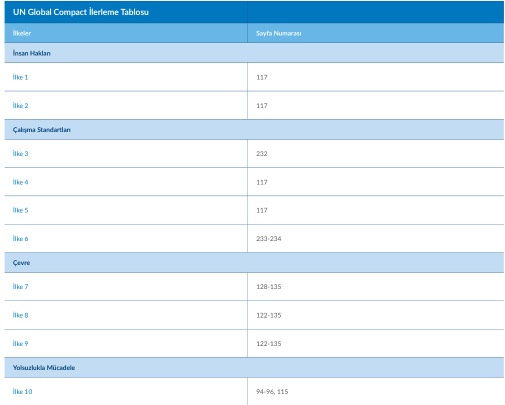 UN Global Compact İlerleme Tablosu
İlkeler Sayfa Numarası
İnsan Hakları
İlke 1 117
İlke 2 117
Çalışma Standartları
İlke 3 232
İlke 4 117
İlke 5 117
İlke 6 233-234
Çevre
İlke 7 128-135
İlke 8 122-135
İlke 9 122-135
Yolsuzlukla Mücadele
İlke 10 94-96, 115